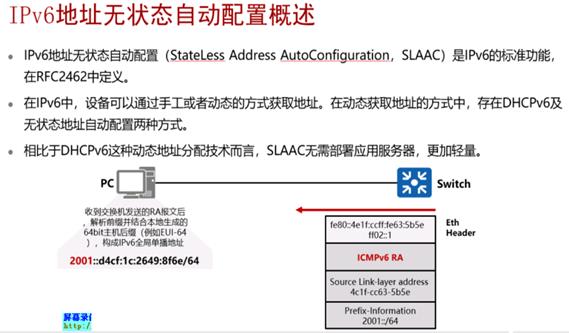 IPv6地址无状态自动配置概述
IPv6地址无状态自动配置（StateLess Address AutoConfiguration，SLAAC）是IPv6的标准功能，
在RFC2462中定义。
在IPv6中，设备可以通过手工或者动态的方式获取地址。在动态获取地址的方式中，存在DHCPv6及
无状态地址自动配置两种方式。
相比于DHCPv6这种动态地址分配技术而言，SLAAC无需部署应用服务器，更加轻量。
PC
Switch
收到交换机发送的RA报文后
，解析前缀并结合本地生成的
64bit主机后缀（例如EUI-64
），构成IPv6全局单播地址
2001::d4cf:1c:2649:8f6e/64
fe80::4e1f:ccff:fe63:5b5e
ff02::1
Eth
Header
ICMPv6 RA
Source Link-layer address
4c1f-cc63-5b5e
Prefix-Information
2001::/64
屏幕录
http:/